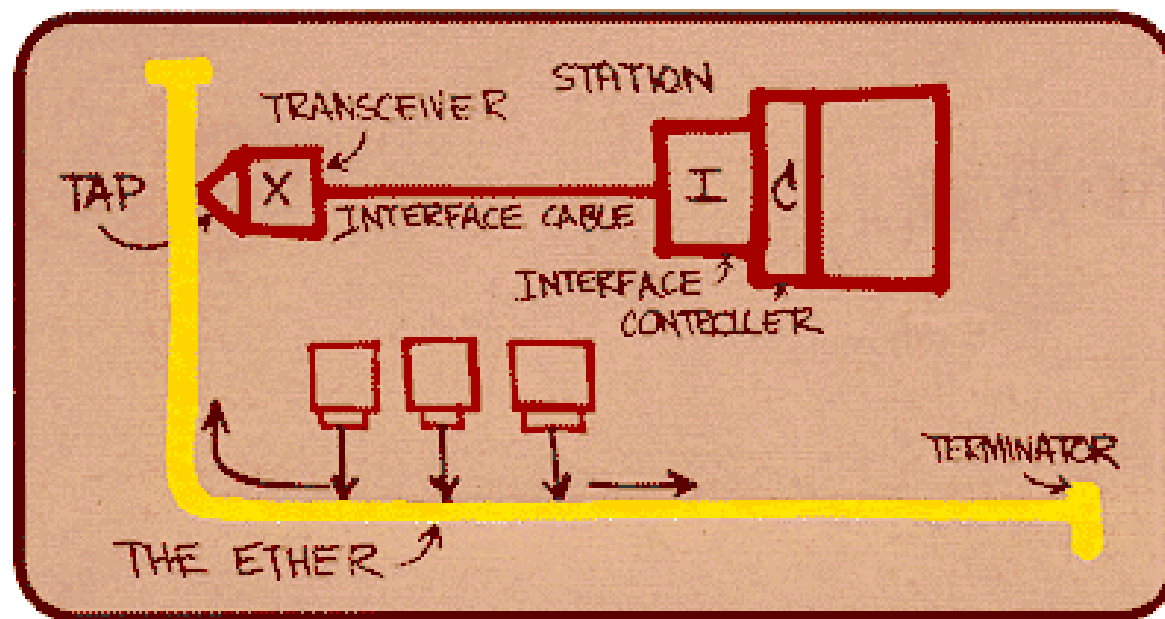 STATION
TRANSCEIVER
TAP
X
I
C
INTERFACE CABLE
INTERFACE
CONTROLLER
TERMINATOR
THE ETHER